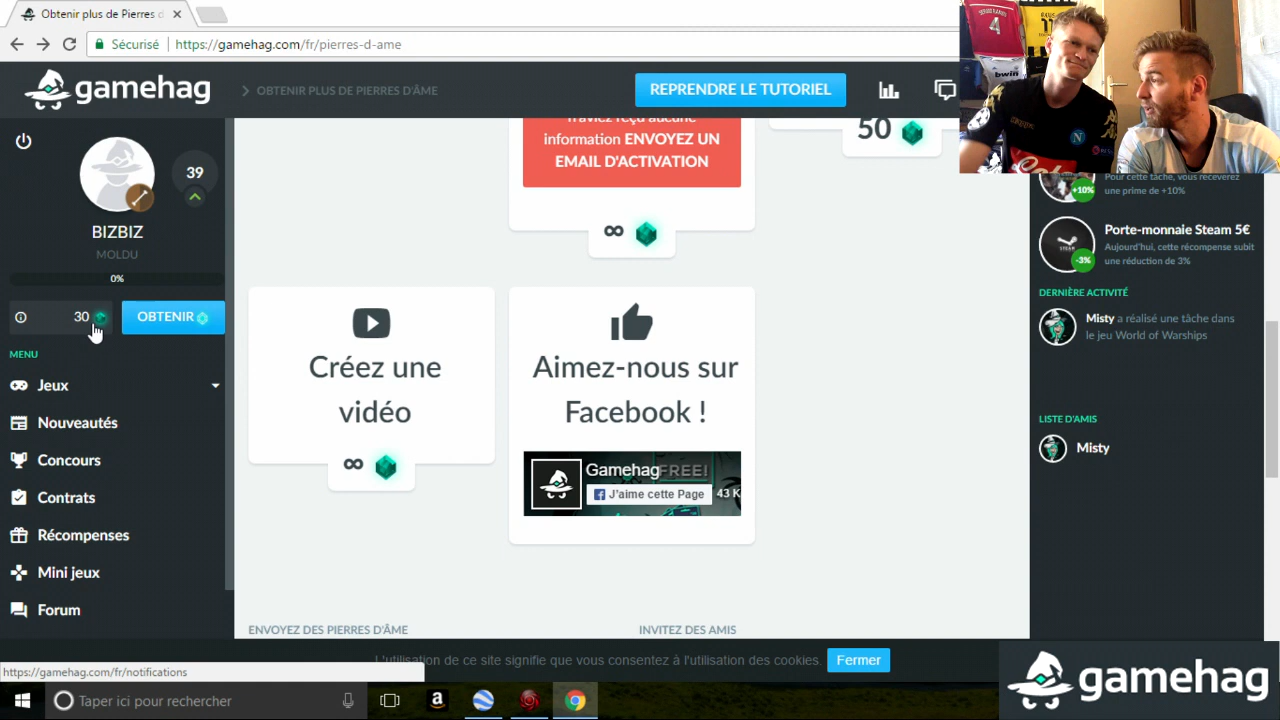 Obtenir plus de Pierres d
Sécurisé
https://gamehag.com/fr/pierres-d-ame
gamehag
OBTENIR PLUS DE PIERRES D'ÂME
REPRENDRE LE TUTORIEL
39
BIZBIZ
MOLDU
0%
30
OBTENIR
MENU
Jeux
Nouveautés
Concours
Contrats
Récompenses
Mini jeux
Forum
information ENVOYEZ UN
EMAIL D'ACTIVATION
∞
50
Créez une
vidéo
∞
Aimez-nous sur
Facebook !
Gamehag FREE!
J'aime cette Page
43 K
ENVOYEZ DES PIERRES D'ÂME
INVITEZ DES AMIS
4
bwin
N
Pour cette tâche, vous receverez
une prime de +10%
+10%
Porte-monnaie Steam 5€
Aujourd'hui, cette récompense subit
une réduction de 3%
STEAM
-3%
DERNIÈRE ACTIVITÉ
Misty a réalisé une tâche dans
le jeu World of Warships
LISTE D'AMIS
Misty
L'utilisation de ce site signifie que vous consentez à l'utilisation des cookies.
Fermer
https://gamehag.com/fr/notifications
gamehag
Taper ici pour rechercher